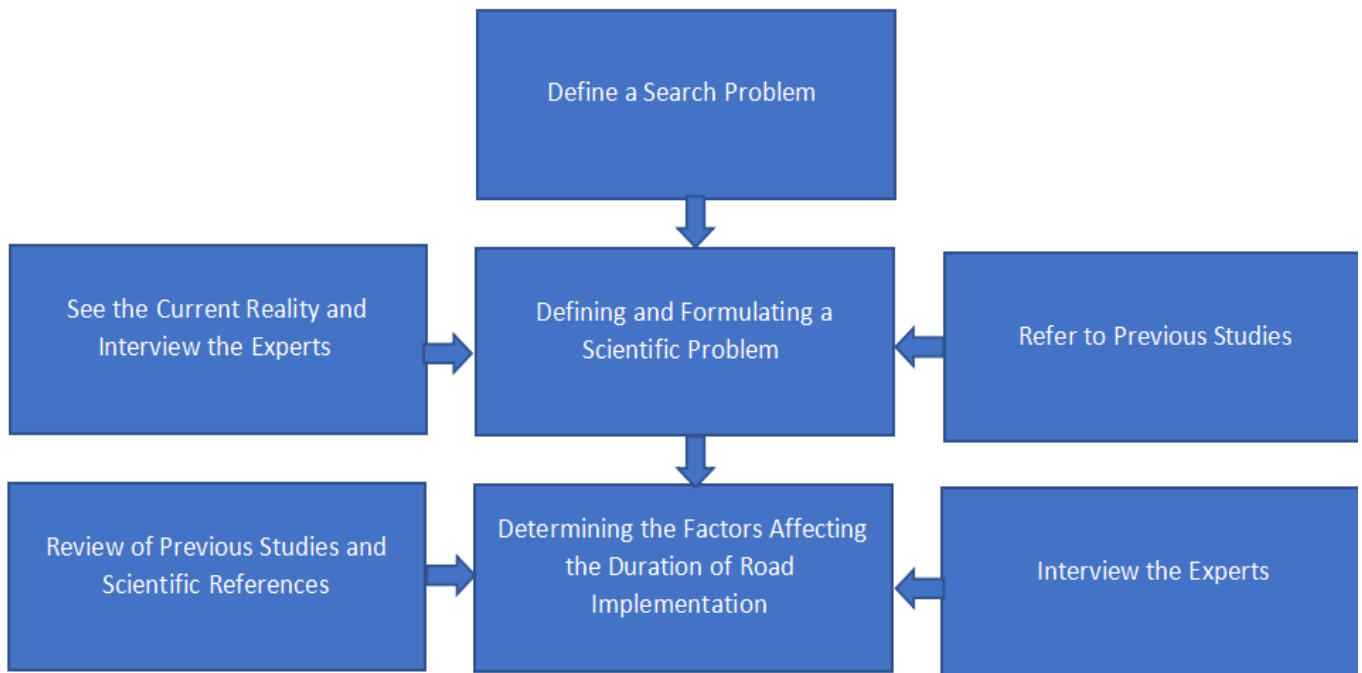 Define a Search Problem
See the Current Reality and
Interview the Experts
Defining and Formulating a
Scientific Problem
Refer to Previous Studies
Review of Previous Studies and
Scientific References
Determining the Factors Affecting
the Duration of Road
Implementation
Interview the Experts